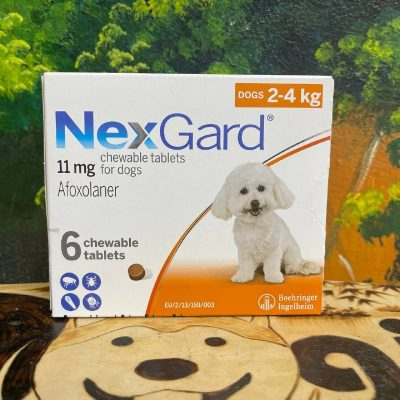 DOGS 2-4 kg
NexGard®
11 mg chewable tablets
for dogs
Afoxolaner
6 chewable
tablets
EU/2/13/159/003
Boehringer
Ingelheim